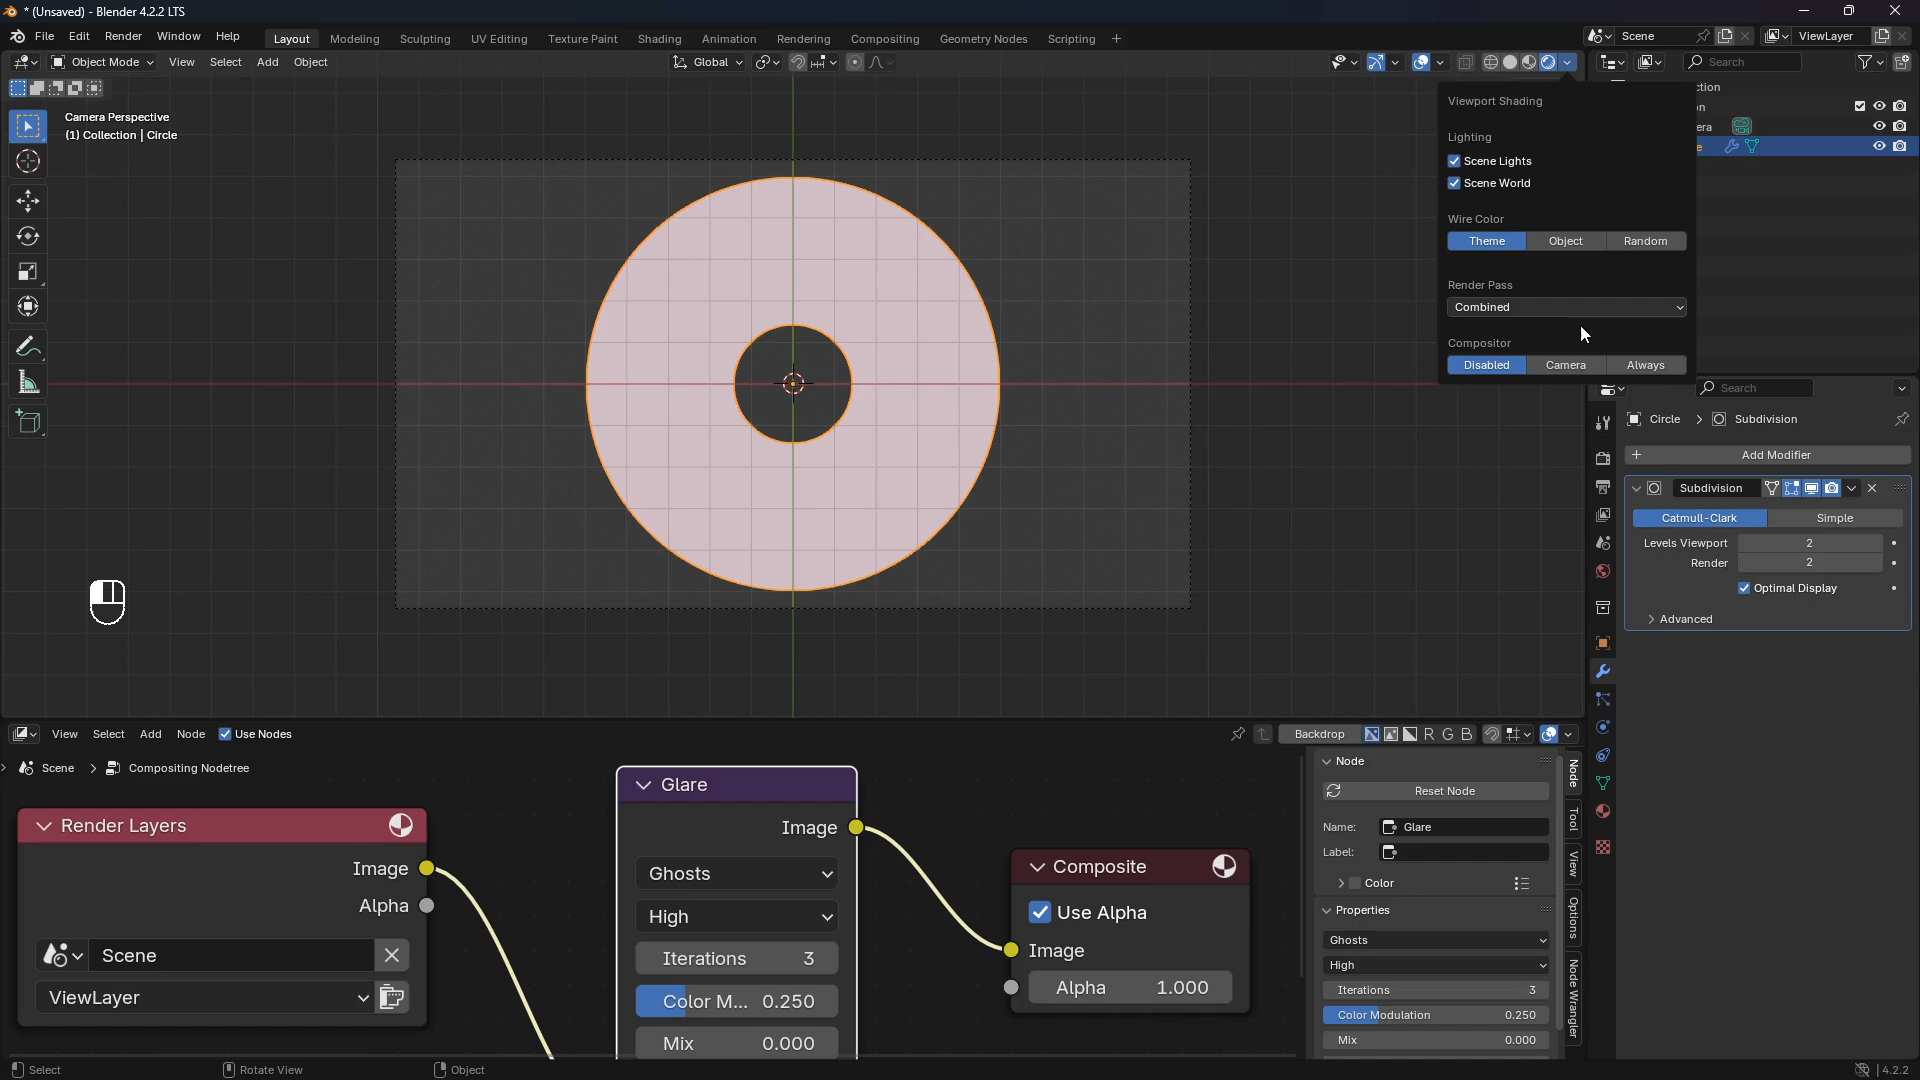 * (Unsaved) - Blender 4.2.2 LTS
File Edit Render Window Help Layout Modeling Sculpting UV Editing Texture Paint Shading Animation Rendering Compositing Geometry Nodes Scripting + Scene ViewLayer
Object Mode View Select Add Object Global Search
Camera Perspective
(1) Collection | Circle
Viewport Shading
Lighting
Scene Lights
Scene World
Wire Color
Theme Object Random
Render Pass
Combined
Compositor
Disabled Camera Always
ction
on
era
e
Search
Circle > Subdivision
+ Add Modifier
Subdivision
Catmull-Clark Simple
Levels Viewport 2
Render 2
Optimal Display
> Advanced
View Select Add Node Use Nodes Backdrop R G B
> Scene > Compositing Nodetree
Render Layers
Image
Alpha
Scene
ViewLayer
Glare
Image
Ghosts
High
Iterations 3
Color M... 0.250
Mix 0.000
Composite
Use Alpha
Image
Alpha 1.000
Node
Reset Node
Name: Glare
Label:
Color
Properties
Ghosts
High
Iterations 3
Color Modulation 0.250
Mix 0.000
Node
Tool
View
Options
Node Wrangler
Select Rotate View Object 4.2.2